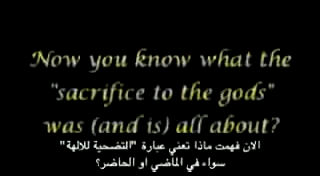 Now you know what the
"sacrifice to the gods"
was (and is) all about?
الان فهمت ماذا تعني عبارة "التضحية للالهة"
سواء في الماضي او الحاضر؟